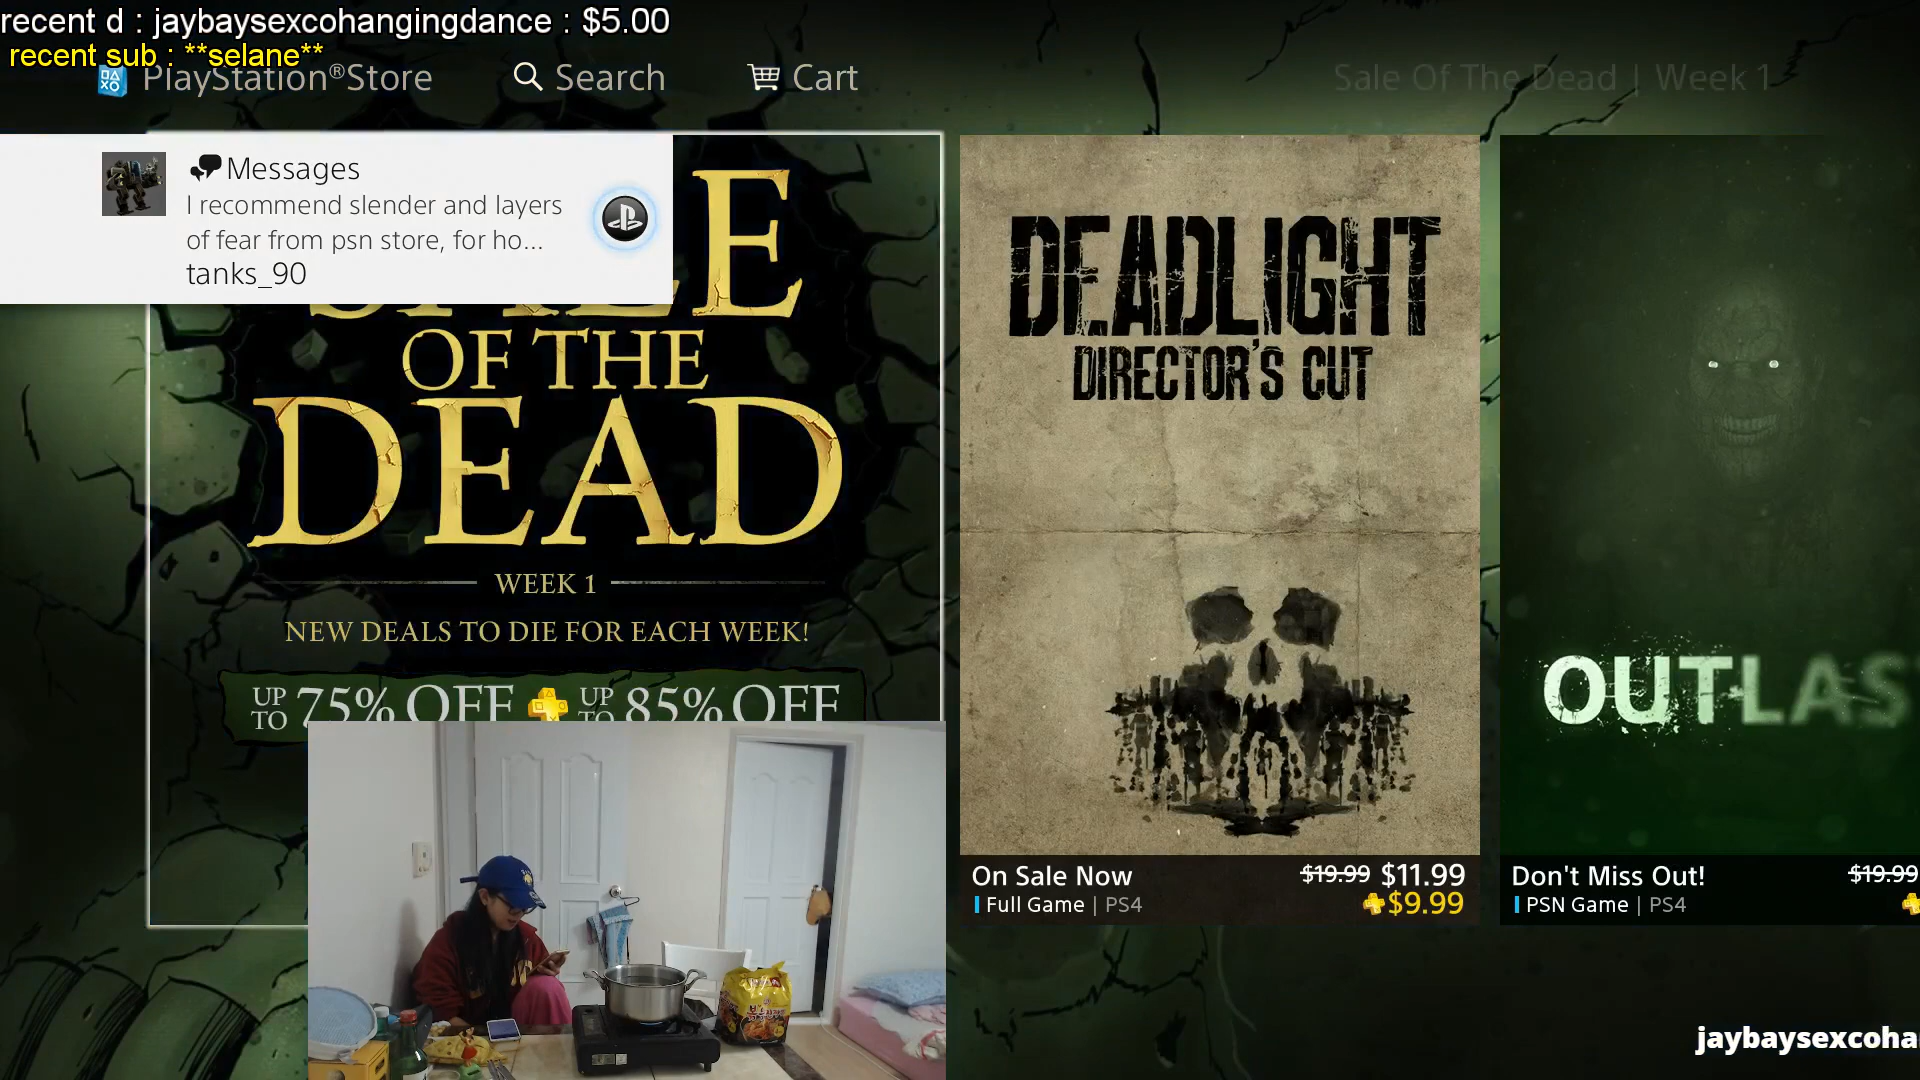 recent d : jaybaysexcohangingdance : $5.00
recent sub : **selane**
PlayStation®Store
Search
Cart
Sale Of The Dead | Week 1
Messages
I recommend slender and layers
of fear from psn store, for ho...
tanks_90
SALE
OF THE
DEAD
WEEK 1
NEW DEALS TO DIE FOR EACH WEEK!
UP TO 75% OFF UP TO 85% OFF
DEADLIGHT
DIRECTOR'S CUT
On Sale Now $19.99 $11.99
Full Game | PS4 $9.99
OUTLAS
Don't Miss Out! $19.99
PSN Game | PS4
jaybaysexcoha